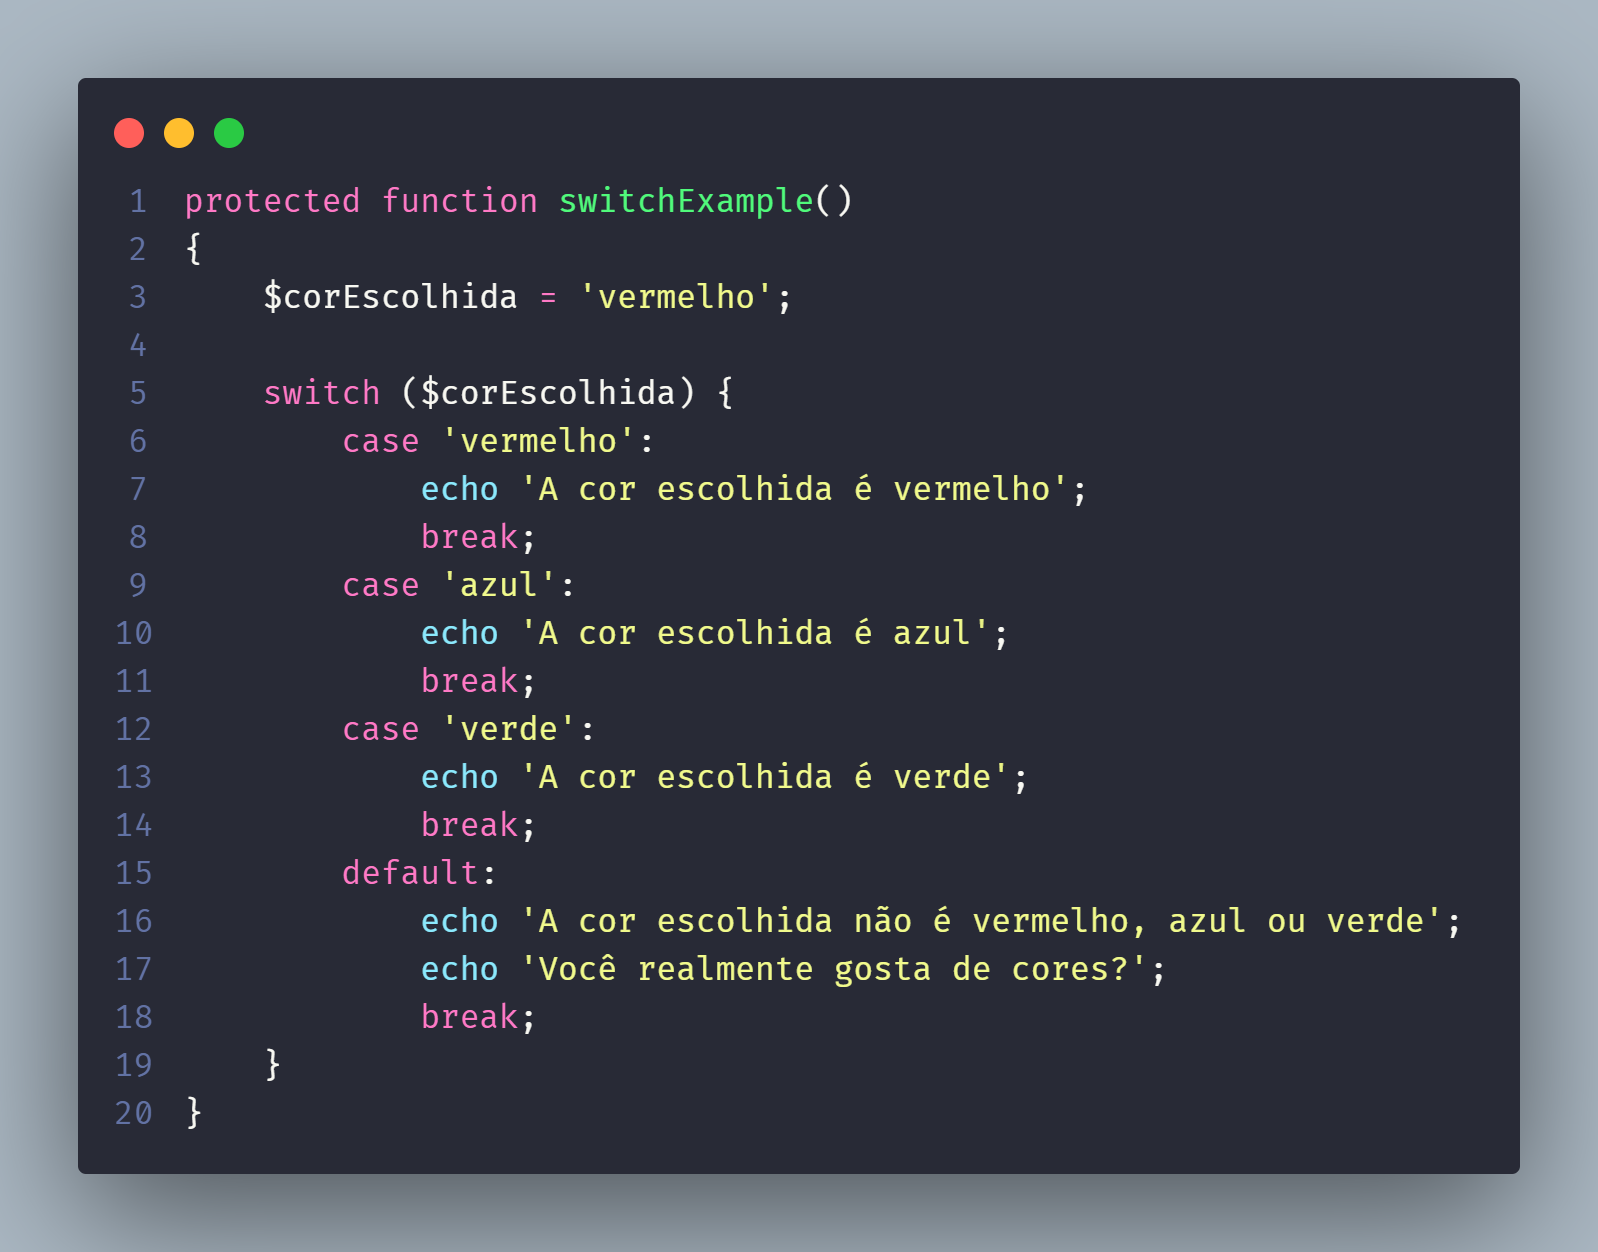 1 protected function switchExample()
2 {
3     $corEscolhida = 'vermelho';
4
5     switch ($corEscolhida) {
6         case 'vermelho':
7             echo 'A cor escolhida é vermelho';
8             break;
9         case 'azul':
10             echo 'A cor escolhida é azul';
11             break;
12         case 'verde':
13             echo 'A cor escolhida é verde';
14             break;
15         default:
16             echo 'A cor escolhida não é vermelho, azul ou verde';
17             echo 'Você realmente gosta de cores?';
18             break;
19     }
20 }